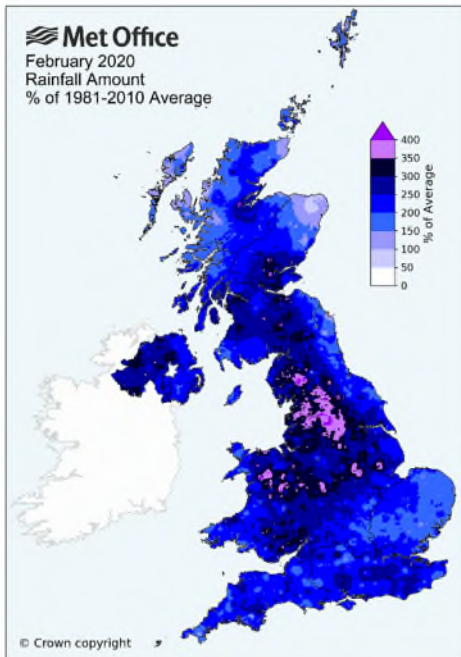 Met Office
February 2020
Rainfall Amount
% of 1981-2010 Average
400
350
300
250
200
150
100
50
0
% of Average
© Crown copyright